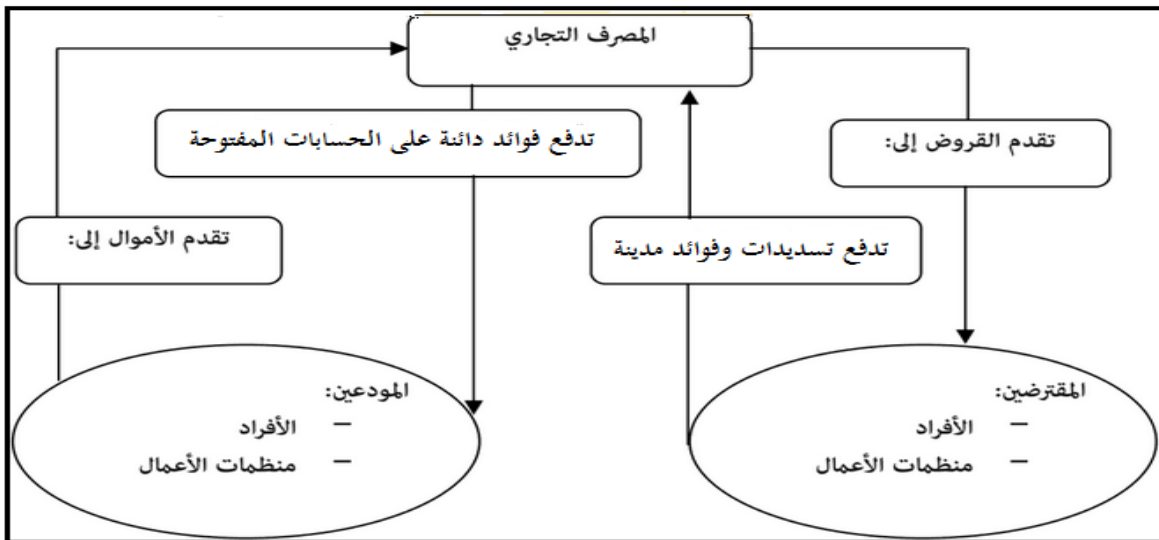 المصرف التجاري
تدفع فوائد دائنة على الحسابات المفتوحة
تقدم القروض إلى:
تقدم الأموال إلى:
تدفع تسديدات وفوائد مدينة
المقترضين:
– الأفراد
– منظمات الأعمال
المودعين:
– الأفراد
– منظمات الأعمال